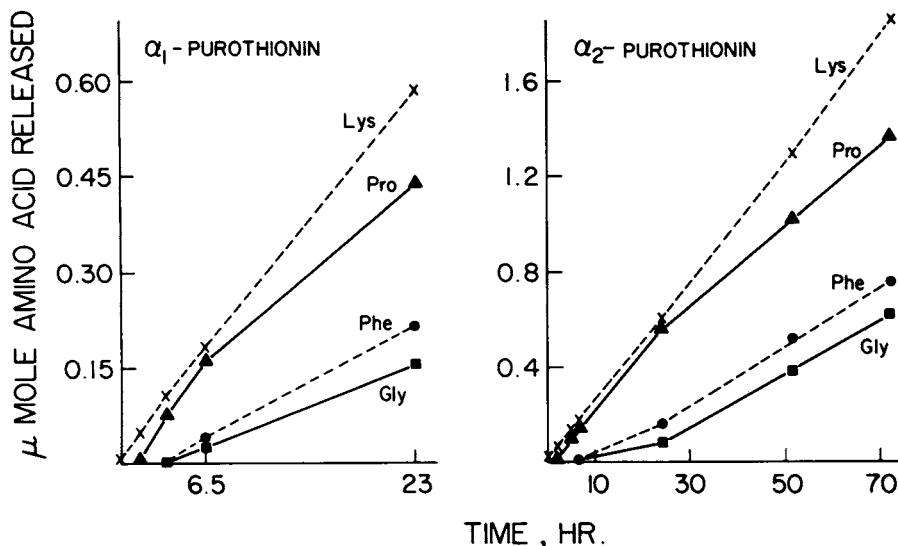 μ MOLE AMINO ACID RELEASED
α₁-PUROTHIONIN
0.60
0.45
0.30
0.15
Lys
Pro
Phe
Gly
6.5
23
α₂-PUROTHIONIN
1.6
1.2
0.8
0.4
Lys
Pro
Phe
Gly
10
30
50
70
TIME , HR.